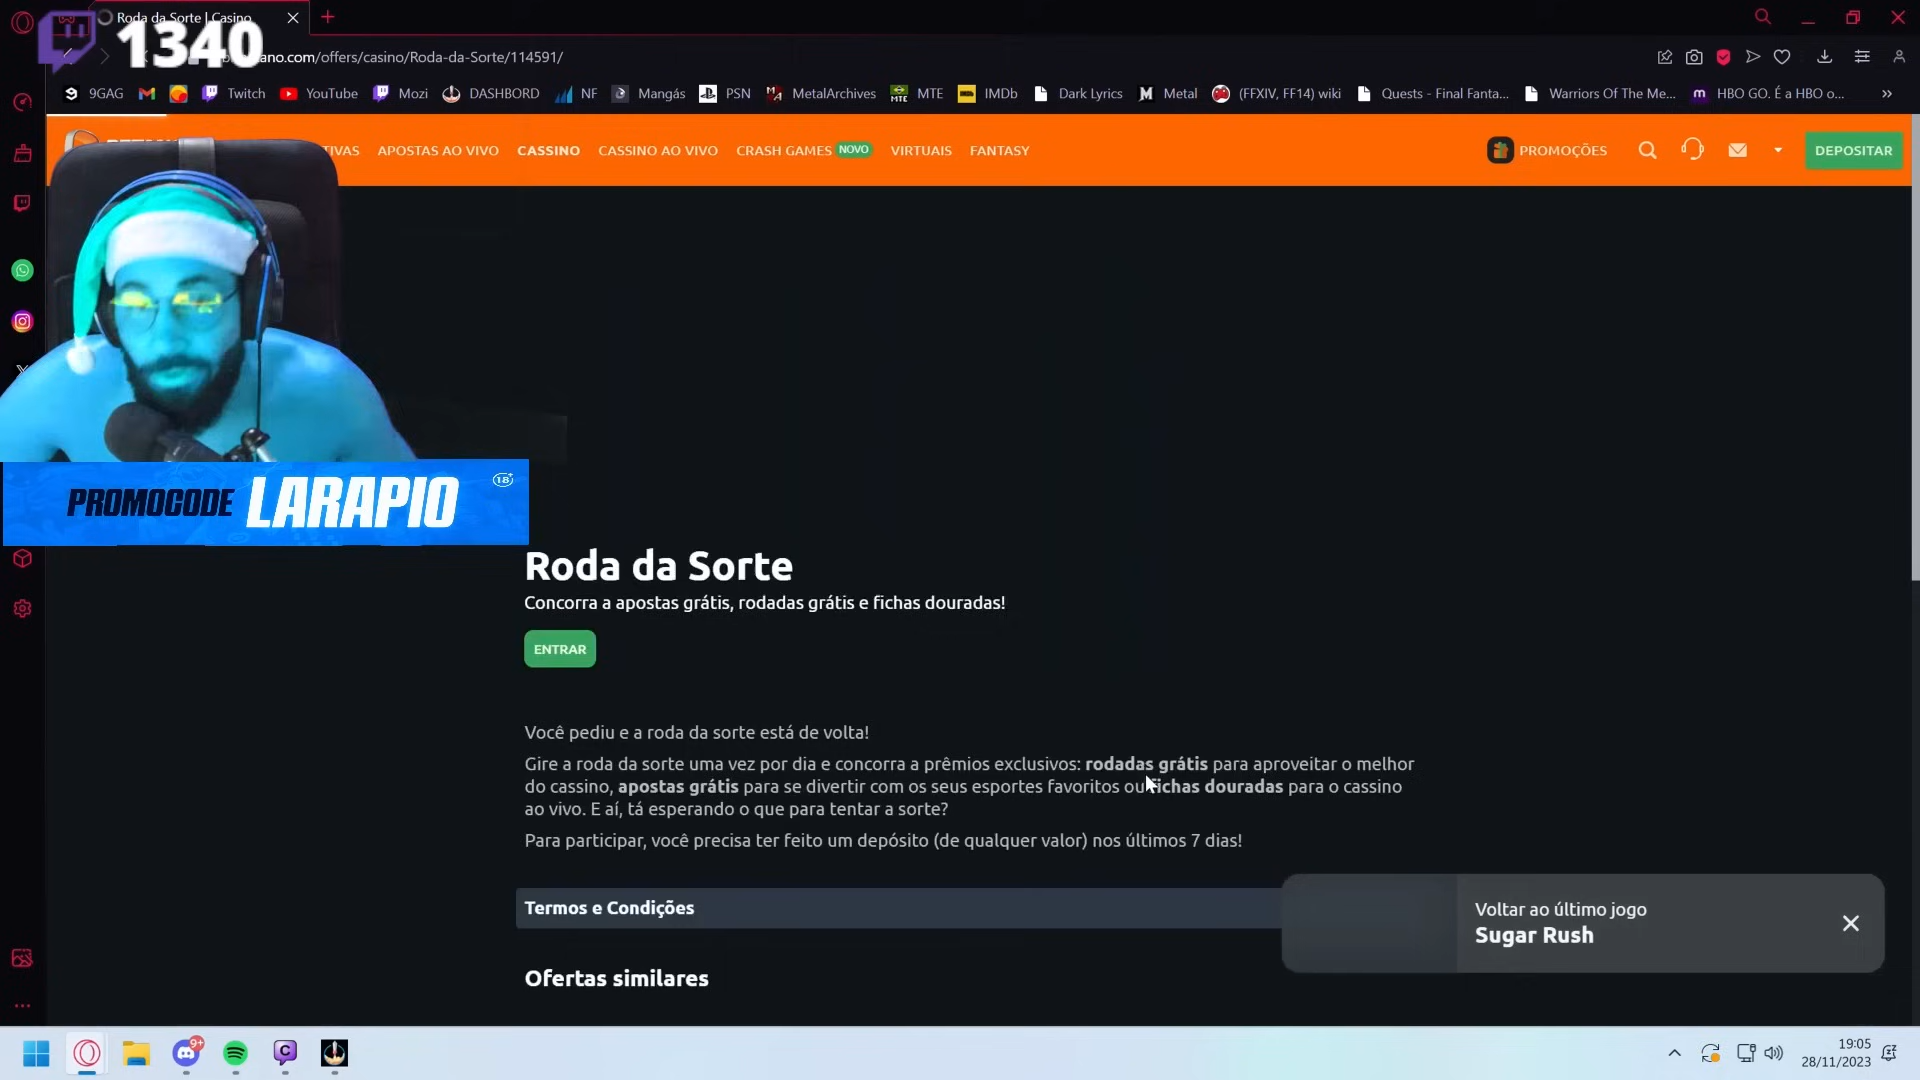 Roda da Sorte | Casino
1340
ano.com/offers/casino/Roda-da-Sorte/114591/
9GAG
Twitch
YouTube
Mozi
DASHBORD
NF
Mangás
PSN
MetalArchives
MTE
IMDb
Dark Lyrics
Metal
(FFXIV, FF14) wiki
Quests - Final Fanta...
Warriors Of The Me...
HBO GO. É a HBO o...
TIVAS
APOSTAS AO VIVO
CASSINO
CASSINO AO VIVO
CRASH GAMES NOVO
VIRTUAIS
FANTASY
PROMOÇÕES
DEPOSITAR
PROMOCODE LARAPIO
18+
Roda da Sorte
Concorra a apostas grátis, rodadas grátis e fichas douradas!
ENTRAR
Você pediu e a roda da sorte está de volta!
Gire a roda da sorte uma vez por dia e concorra a prêmios exclusivos: rodadas grátis para aproveitar o melhor
do cassino, apostas grátis para se divertir com os seus esportes favoritos ou fichas douradas para o cassino
ao vivo. E aí, tá esperando o que para tentar a sorte?
Para participar, você precisa ter feito um depósito (de qualquer valor) nos últimos 7 dias!
Termos e Condições
Voltar ao último jogo
Sugar Rush
Ofertas similares
9+
19:05
28/11/2023